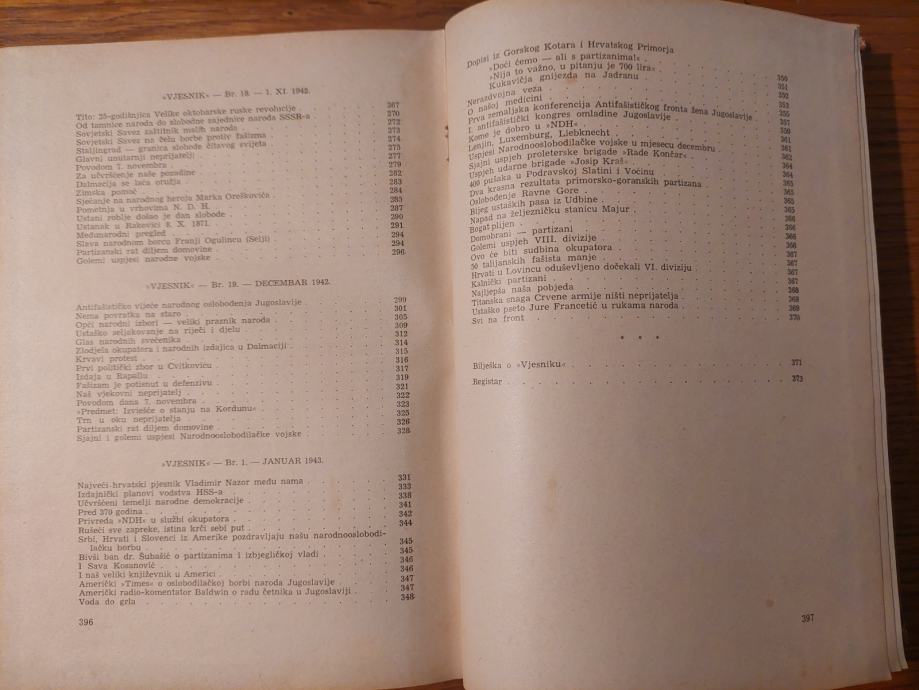 »VJESNIK« — Br. 18. — 1. XI. 1942.
Tito: 25-godišnjica Velike oktobarske ruske revolucije . . 267
Od tamnice naroda do slobodne zajednice naroda SSSR-a . . 270
Sovjetski Savez zaštitnik malih naroda . . 272
Sovjetski Savez na čelu borbe protiv fašizma . . 273
Staljingrad — granica slobode čitavog svijeta . . 274
Glavni unutarnji neprijatelj . . 275
Povodom 7. novembra . . 277
Za učvršćenje naše pozadine . . 279
Dalmacija se laća oružja . . 282
Zimska pomoć . . 283
Sjećanje na narodnog heroja Marka Oreškovića . . 284
Pometnja u vrhovima N. D. H. . . 285
Ustani roblje došao je dan slobode . . 287
Ustanak u Rakovici 8. X. 1871. . . 290
Međunarodni pregled . . 291
Slava narodnom borcu Franji Ogulincu (Selji) . . 294
Partizanski rat diljem domovine . . 294
Golemi uspjesi narodne vojske . . 296
»VJESNIK« — Br. 19. — DECEMBAR 1942.
Antifašističko vijeće narodnog oslobođenja Jugoslavije . . 299
Nema povratka na staro . . 301
Opći narodni izbori — veliki praznik naroda . . 305
Ustaško seljakovanje na riječi i djelu . . 309
Glas narodnih svećenika . . 312
Zlodjela okupatora i narodnih izdajica u Dalmaciji . . 314
Krvavi protest . . 315
Prvi politički zbor u Cvitkoviću . . 316
Izdaja u Rapallu . . 317
Fašizam je potisnut u defenzivu . . 319
Naš vjekovni neprijatelj . . 321
Povodom dana 7. novembra . . 322
»Predmet: Izviešće o stanju na Kordunu« . . 323
Trn u oku neprijatelja . . 325
Partizanski rat diljem domovine . . 326
Sjajni i golemi uspjesi Narodnooslobodilačke vojske . . 328
»VJESNIK« — Br. 1. — JANUAR 1943.
Najveći hrvatski pjesnik Vladimir Nazor među nama . . 331
Izdajnički planovi vodstva HSS-a . . 333
Učvršćeni temelji narodne demokracije . . 338
Pred 370 godina . . 341
Privreda »NDH« u službi okupatora . . 342
Rušeći sve zapreke, istina krči sebi put . . 344
Srbi, Hrvati i Slovenci iz Amerike pozdravljaju našu narodnooslobodi-
lačku borbu . . 345
Bivši ban dr. Šubašić o partizanima i izbjegličkoj vladi . . 345
I Sava Kosanović . . 346
I naš veliki književnik u Americi . . 346
Američki »Times« o oslobodilačkoj borbi naroda Jugoslavije . . 347
Američki radio-komentator Baldwin o radu četnika u Jugoslaviji . . 347
Voda do grla . . 348
396
Dopisi iz Gorskog Kotara i Hrvatskog Primorja
»Doći ćemo — ali s partizanima!« . .
»Nija to važno, u pitanju je 700 lira« . .
Kukavičja gnijezda na Jadranu . . 350
Nerazdvojna veza . . 351
O našoj medicini . . 352
Prva zemaljska konferencija Antifašističkog fronta žena Jugoslavije . . 353
I. antifašistički kongres omladine Jugoslavije . . 355
Kome je dobro u »NDH« . . 357
Lenjin, Luxemburg, Liebknecht . . 359
Uspjesi Narodnooslobodilačke vojske u mjesecu decembru . . 361
Sjajni uspjeh proleterske brigade »Rade Končar« . . 361
Uspjeh udarne brigade »Josip Kraš« . . 362
400 pušaka u Podravskoj Slatini i Voćinu . . 364
Dva krasna rezultata primorsko-goranskih partizana . . 364
Oslobođenje Ravne Gore . . 365
Bijeg ustaških pasa iz Udbine . . 365
Napad na željezničku stanicu Majur . . 365
Bogat plijen . . 365
Domobrani — partizani . . 366
Golemi uspjeh VIII. divizije . . 366
Ovo će biti sudbina okupatora . . 366
50 talijanskih fašista manje . . 367
Hrvati u Lovincu oduševljeno dočekali VI. diviziju . . 367
Kalnički partizani . . 367
Najljepša naša pobjeda . . 368
Titanska snaga Crvene armije ništi neprijatelja . . 368
Ustaško pseto Jure Francetić u rukama naroda . . 369
Svi na front . . 370
* * *
Bilješka o »Vjesniku« . . 371
Registar . . 373
397